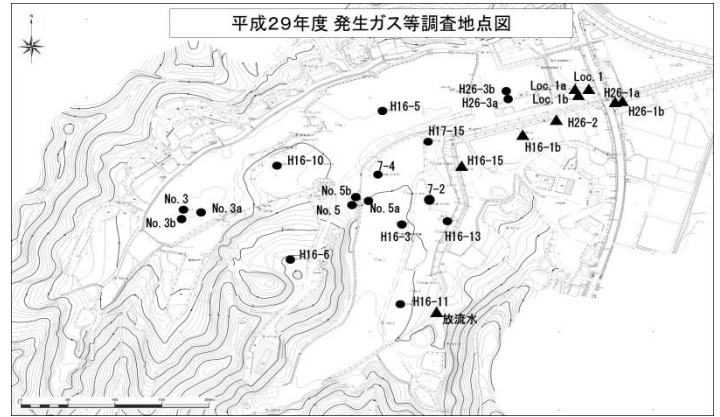 平成29年度 発生ガス等調査地点図
Loc. 1
Loc. 1a
H26-3b
H26-1a
H26-3a
Loc. 1b
H26-1b
H16-5
H26-2
H17-15
H16-1b
H16-10
7-4
H16-15
No. 5b
7-2
No. 3
No. 3a
No. 5
No. 5a
No. 3b
H16-3
H16-13
H16-6
H16-11
放流水